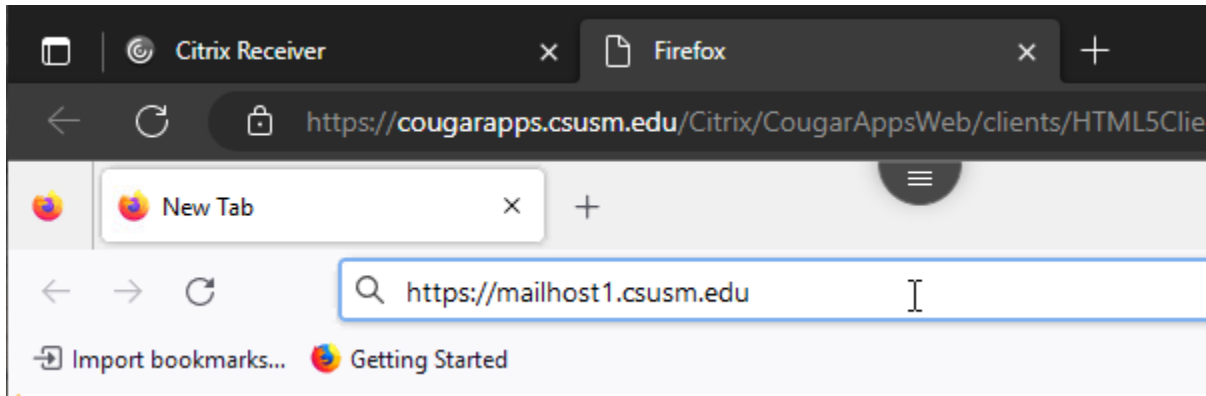 Citrix Receiver Firefox
https://cougarapps.csusm.edu/Citrix/CougarAppsWeb/clients/HTML5Clie
New Tab
https://mailhost1.csusm.edu
Import bookmarks... Getting Started